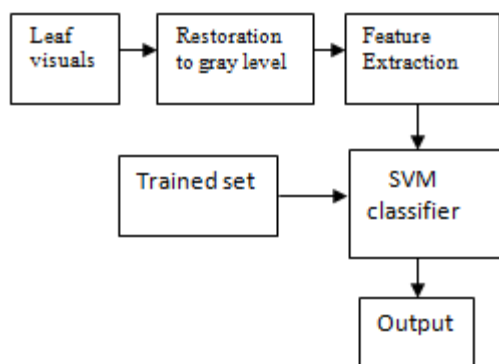 Leaf
visuals
Restoration
to gray level
Feature
Extraction
Trained set
SVM
classifier
Output